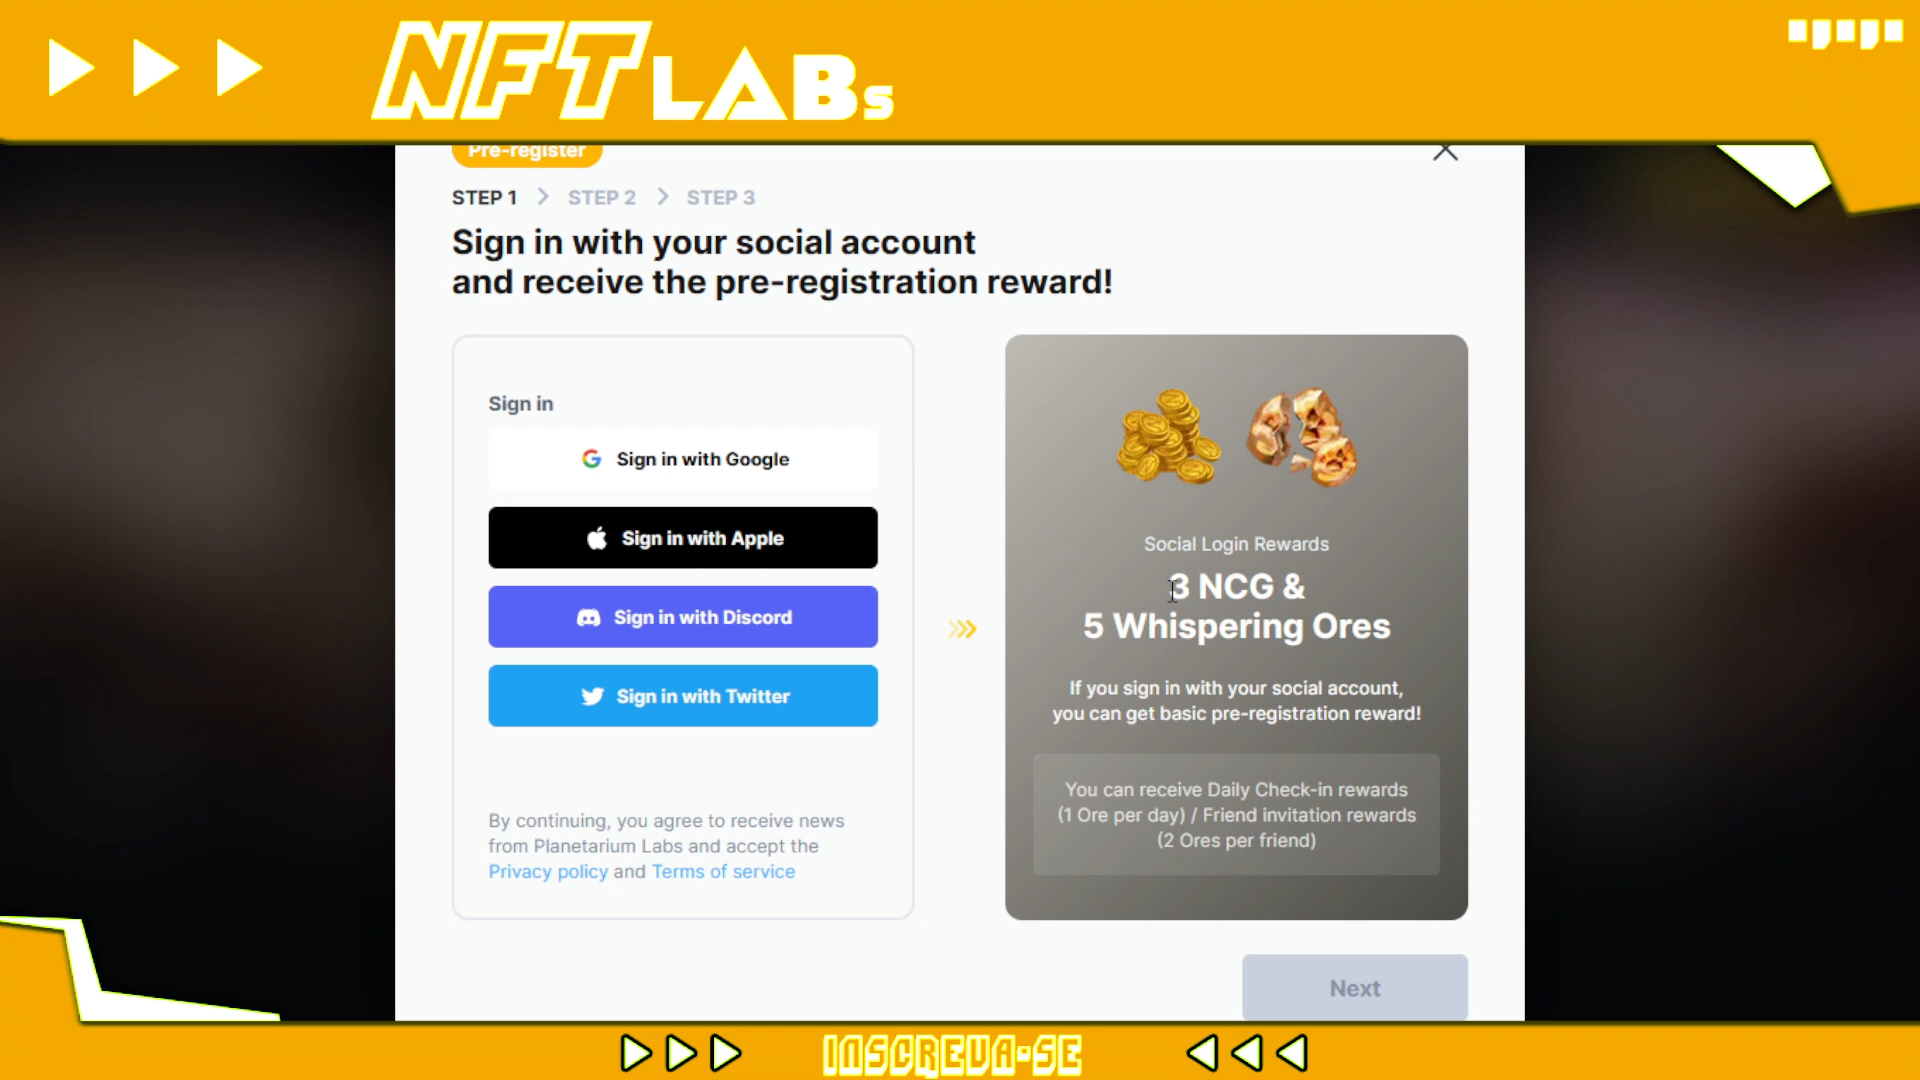 NFT LABs
Pre-register
STEP 1 STEP 2 STEP 3
Sign in with your social account
and receive the pre-registration reward!
Sign in
Sign in with Google
Sign in with Apple
Sign in with Discord
Sign in with Twitter
By continuing, you agree to receive news
from Planetarium Labs and accept the
Privacy policy and Terms of service
Social Login Rewards
3 NCG &
5 Whispering Ores
If you sign in with your social account,
you can get basic pre-registration reward!
You can receive Daily Check-in rewards
(1 Ore per day) / Friend invitation rewards
(2 Ores per friend)
Next
INSCREVA-SE